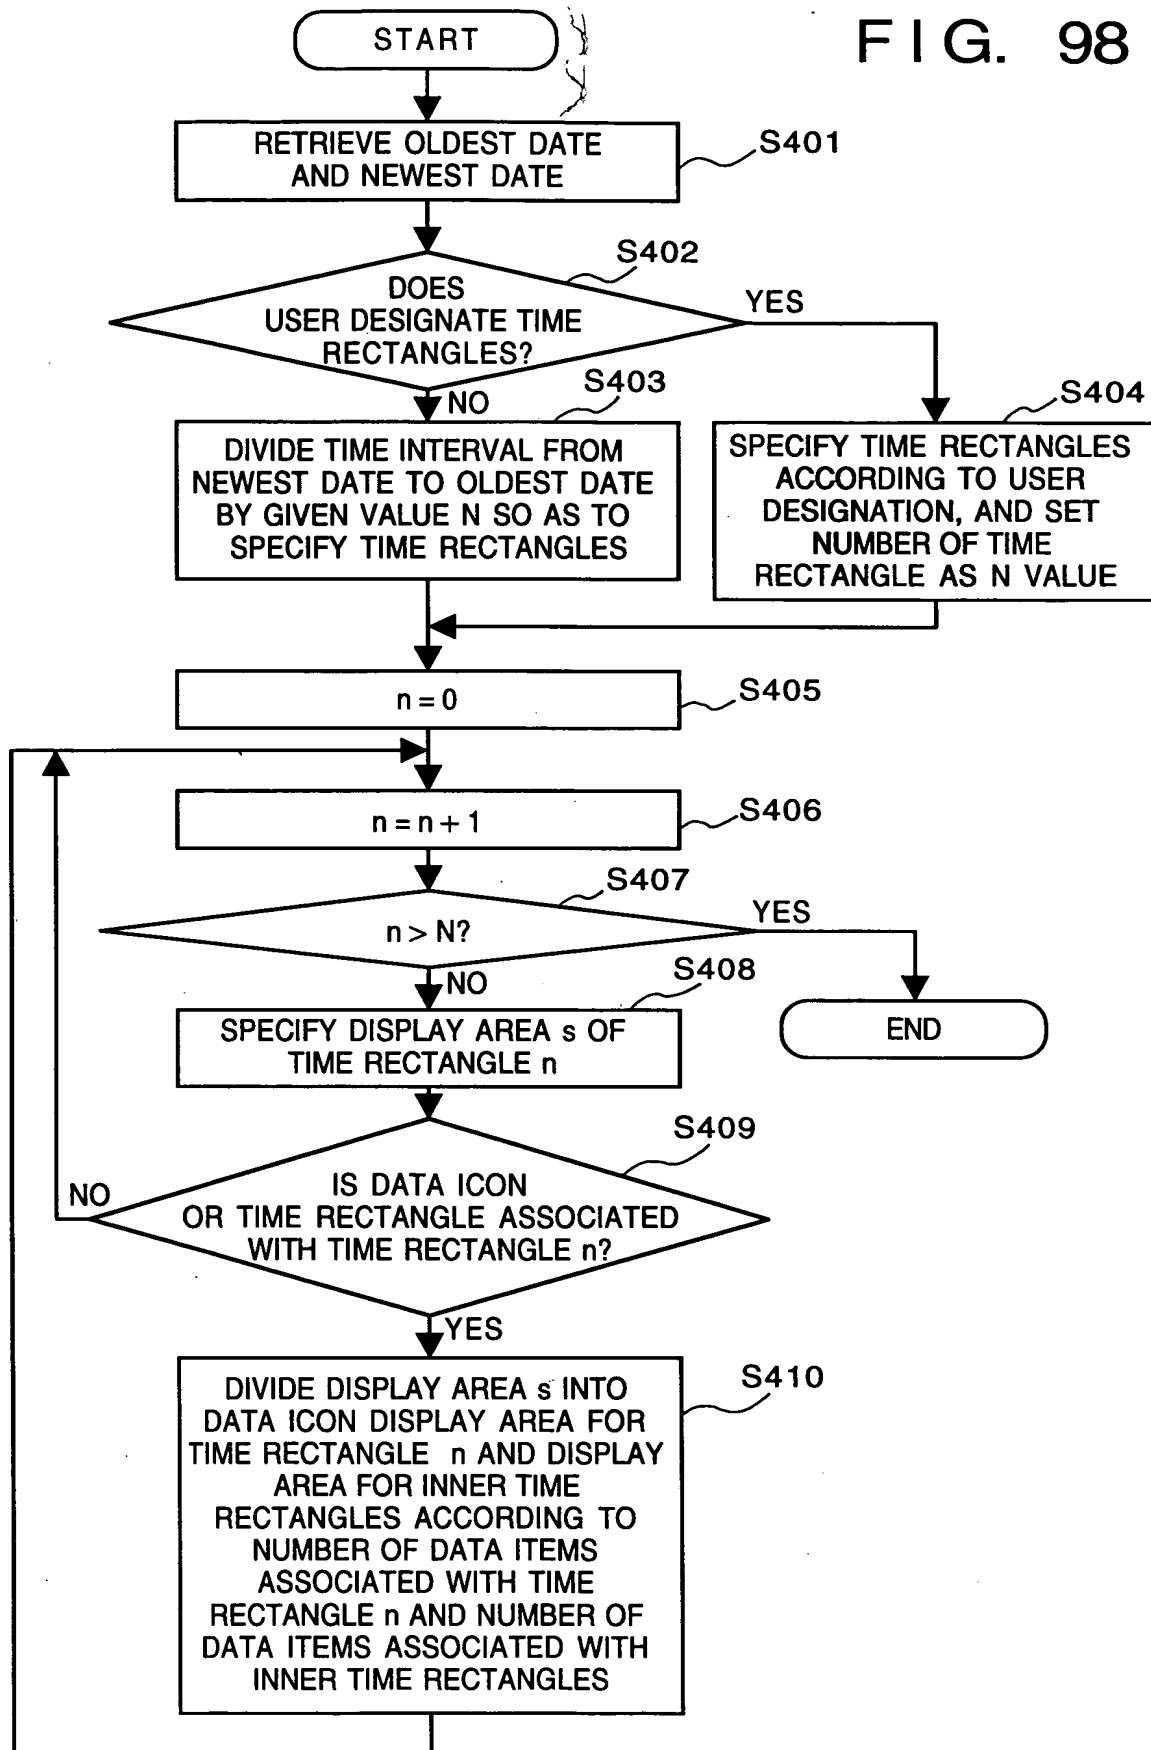 FIG. 98
START
RETRIEVE OLDEST DATE
AND NEWEST DATE
S401
S402
DOES
USER DESIGNATE TIME
RECTANGLES?
YES
NO
S403
DIVIDE TIME INTERVAL FROM
NEWEST DATE TO OLDEST DATE
BY GIVEN VALUE N SO AS TO
SPECIFY TIME RECTANGLES
S404
SPECIFY TIME RECTANGLES
ACCORDING TO USER
DESIGNATION, AND SET
NUMBER OF TIME
RECTANGLE AS N VALUE
n = 0
S405
n = n + 1
S406
S407
n > N?
YES
NO
END
S408
SPECIFY DISPLAY AREA s OF
TIME RECTANGLE n
S409
IS DATA ICON
OR TIME RECTANGLE ASSOCIATED
WITH TIME RECTANGLE n?
NO
YES
S410
DIVIDE DISPLAY AREA s INTO
DATA ICON DISPLAY AREA FOR
TIME RECTANGLE n AND DISPLAY
AREA FOR INNER TIME
RECTANGLES ACCORDING TO
NUMBER OF DATA ITEMS
ASSOCIATED WITH TIME
RECTANGLE n AND NUMBER OF
DATA ITEMS ASSOCIATED WITH
INNER TIME RECTANGLES